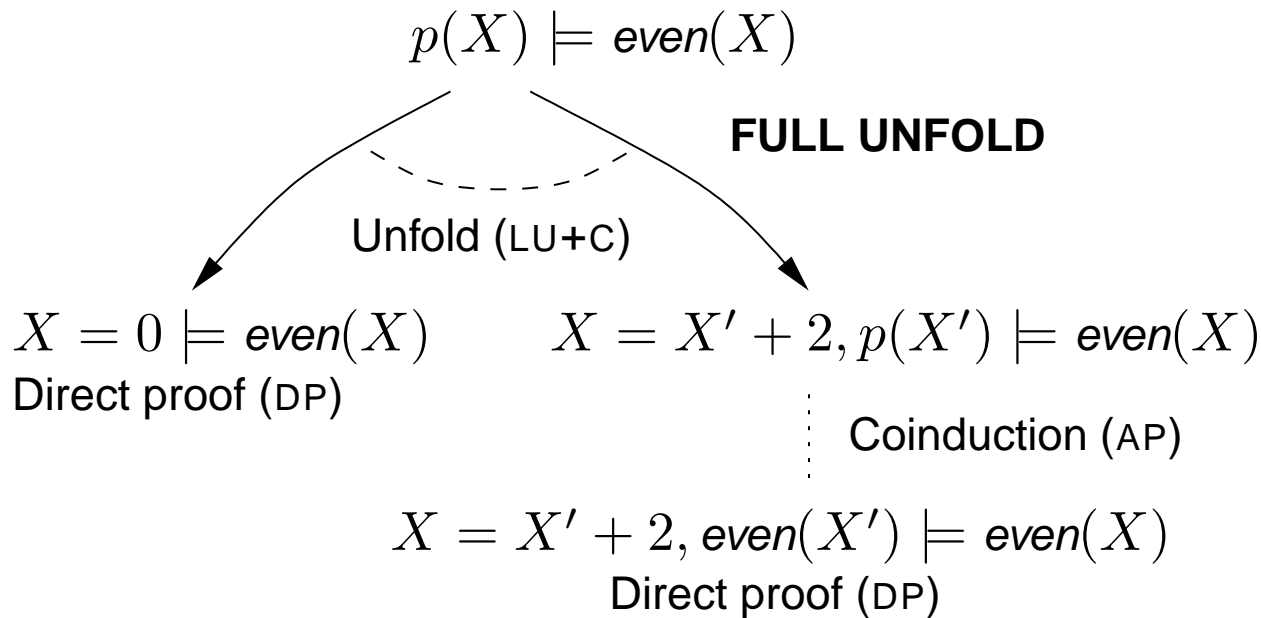 p(X) ⊨ even(X)
FULL UNFOLD
Unfold (LU+C)
X = 0 ⊨ even(X)
X = X′ + 2, p(X′) ⊨ even(X)
Direct proof (DP)
Coinduction (AP)
X = X′ + 2, even(X′) ⊨ even(X)
Direct proof (DP)